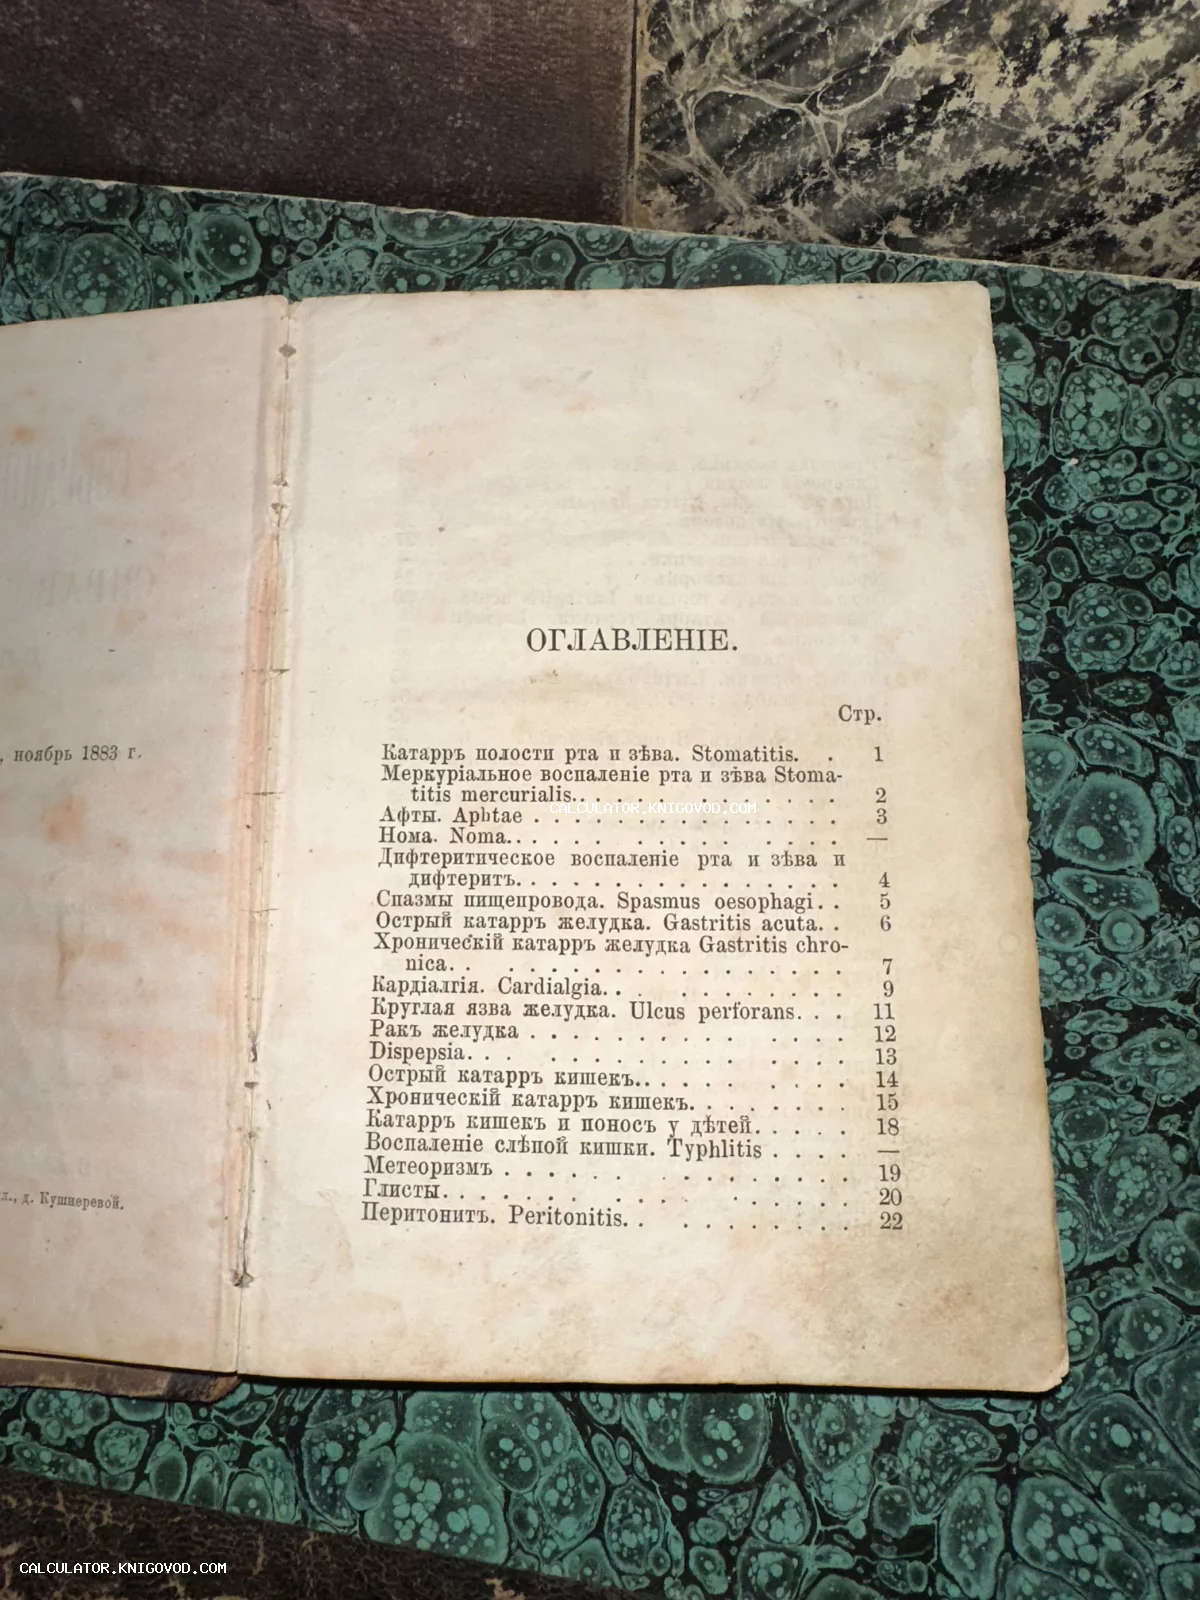 , ноябрь 1883 г.
л., д. Кушнеревой.
ОГЛАВЛЕНІЕ.
Стр.
Катарръ полости рта и зѣва. Stomatitis. . 1
Меркуріальное воспаленіе рта и зѣва Stoma-
titis mercurialis. . . . . . . . . . . . . 2
Афты. Aphtae . . . . . . . . . . . . . . . 3
Нома. Noma. . . . . . . . . . . . . . —
Дифтеритическое воспаленіе рта и зѣва и
дифтеритъ. . . . . . . . . . . . . . . . 4
Спазмы пищепровода. Spasmus oesophagi. . 5
Острый катарръ желудка. Gastritis acuta. . 6
Хроническій катарръ желудка Gastritis chro-
nica. . . . . . . . . . . . . . . 7
Кардіалгія. Cardialgia. . . . . . . . . 9
Круглая язва желудка. Ulcus perforans. . . 11
Ракъ желудка . . . . . . . . . . . . . 12
Dispepsia. . . . . . . . . . . . . . . 13
Острый катарръ кишекъ. . . . . . . . . . 14
Хроническій катарръ кишекъ. . . . . . . . 15
Катарръ кишекъ и поносъ у дѣтей. . . . . 18
Воспаленіе слѣпой кишки. Typhlitis . . . . —
Метеоризмъ . . . . . . . . . . . . . . 19
Глисты. . . . . . . . . . . . . . . . 20
Перитонитъ. Peritonitis. . . . . . . . . 22
CALCULATOR.KNIGOVOD.COM
CALCULATOR.KNIGOVOD.COM